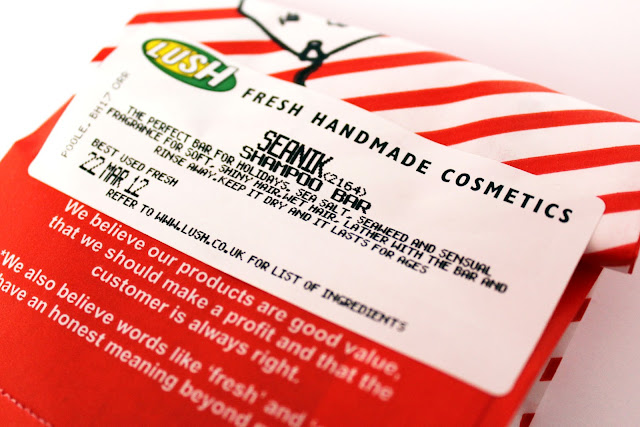 LUSH
FRESH HANDMADE COSMETICS
POOLE, BH17 0RR
SEANIK<2164>
SHAMPOO BAR
THE PERFECT BAR FOR HOLIDAYS. SEA SALT, SEAWEED AND SENSUAL
FRAGRANCE FOR SOFT, SHINY HAIR.WET HAIR. LATHER WITH THE BAR AND
RINSE AWAY.KEEP IT DRY AND IT LASTS FOR AGES
BEST USED FRESH
22 MAR 12
REFER TO WWW.LUSH.CO.UK FOR LIST OF INGREDIENTS
We believe our products are good value,
that we should make a profit and that the
customer is always right.
*We also believe words like 'fresh' and
have an honest meaning beyond